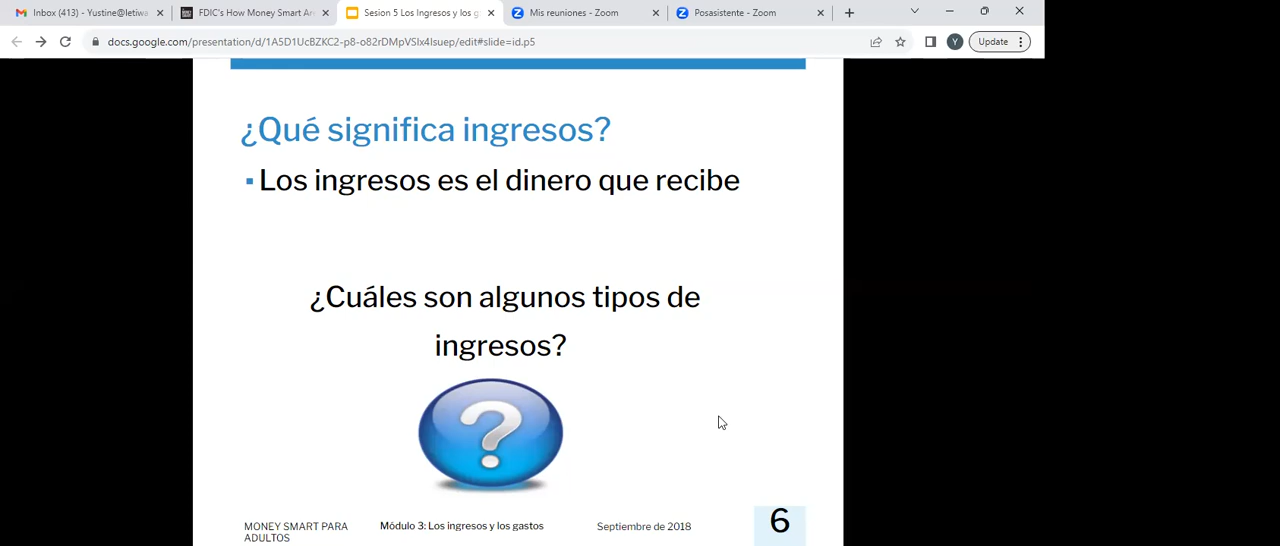 Inbox (413) - Yustine@letiwa
FDIC's How Money Smart Are
Sesion 5 Los Ingresos y los g
Mis reuniones - Zoom
Posasistente - Zoom
docs.google.com/presentation/d/1A5D1UcBZKC2-p8-o82rDMpVSlx4Isuep/edit#slide=id.p5
Y
Update
¿Qué significa ingresos?
Los ingresos es el dinero que recibe
¿Cuáles son algunos tipos de
ingresos?
?
MONEY SMART PARA
ADULTOS
Módulo 3: Los ingresos y los gastos
Septiembre de 2018
6